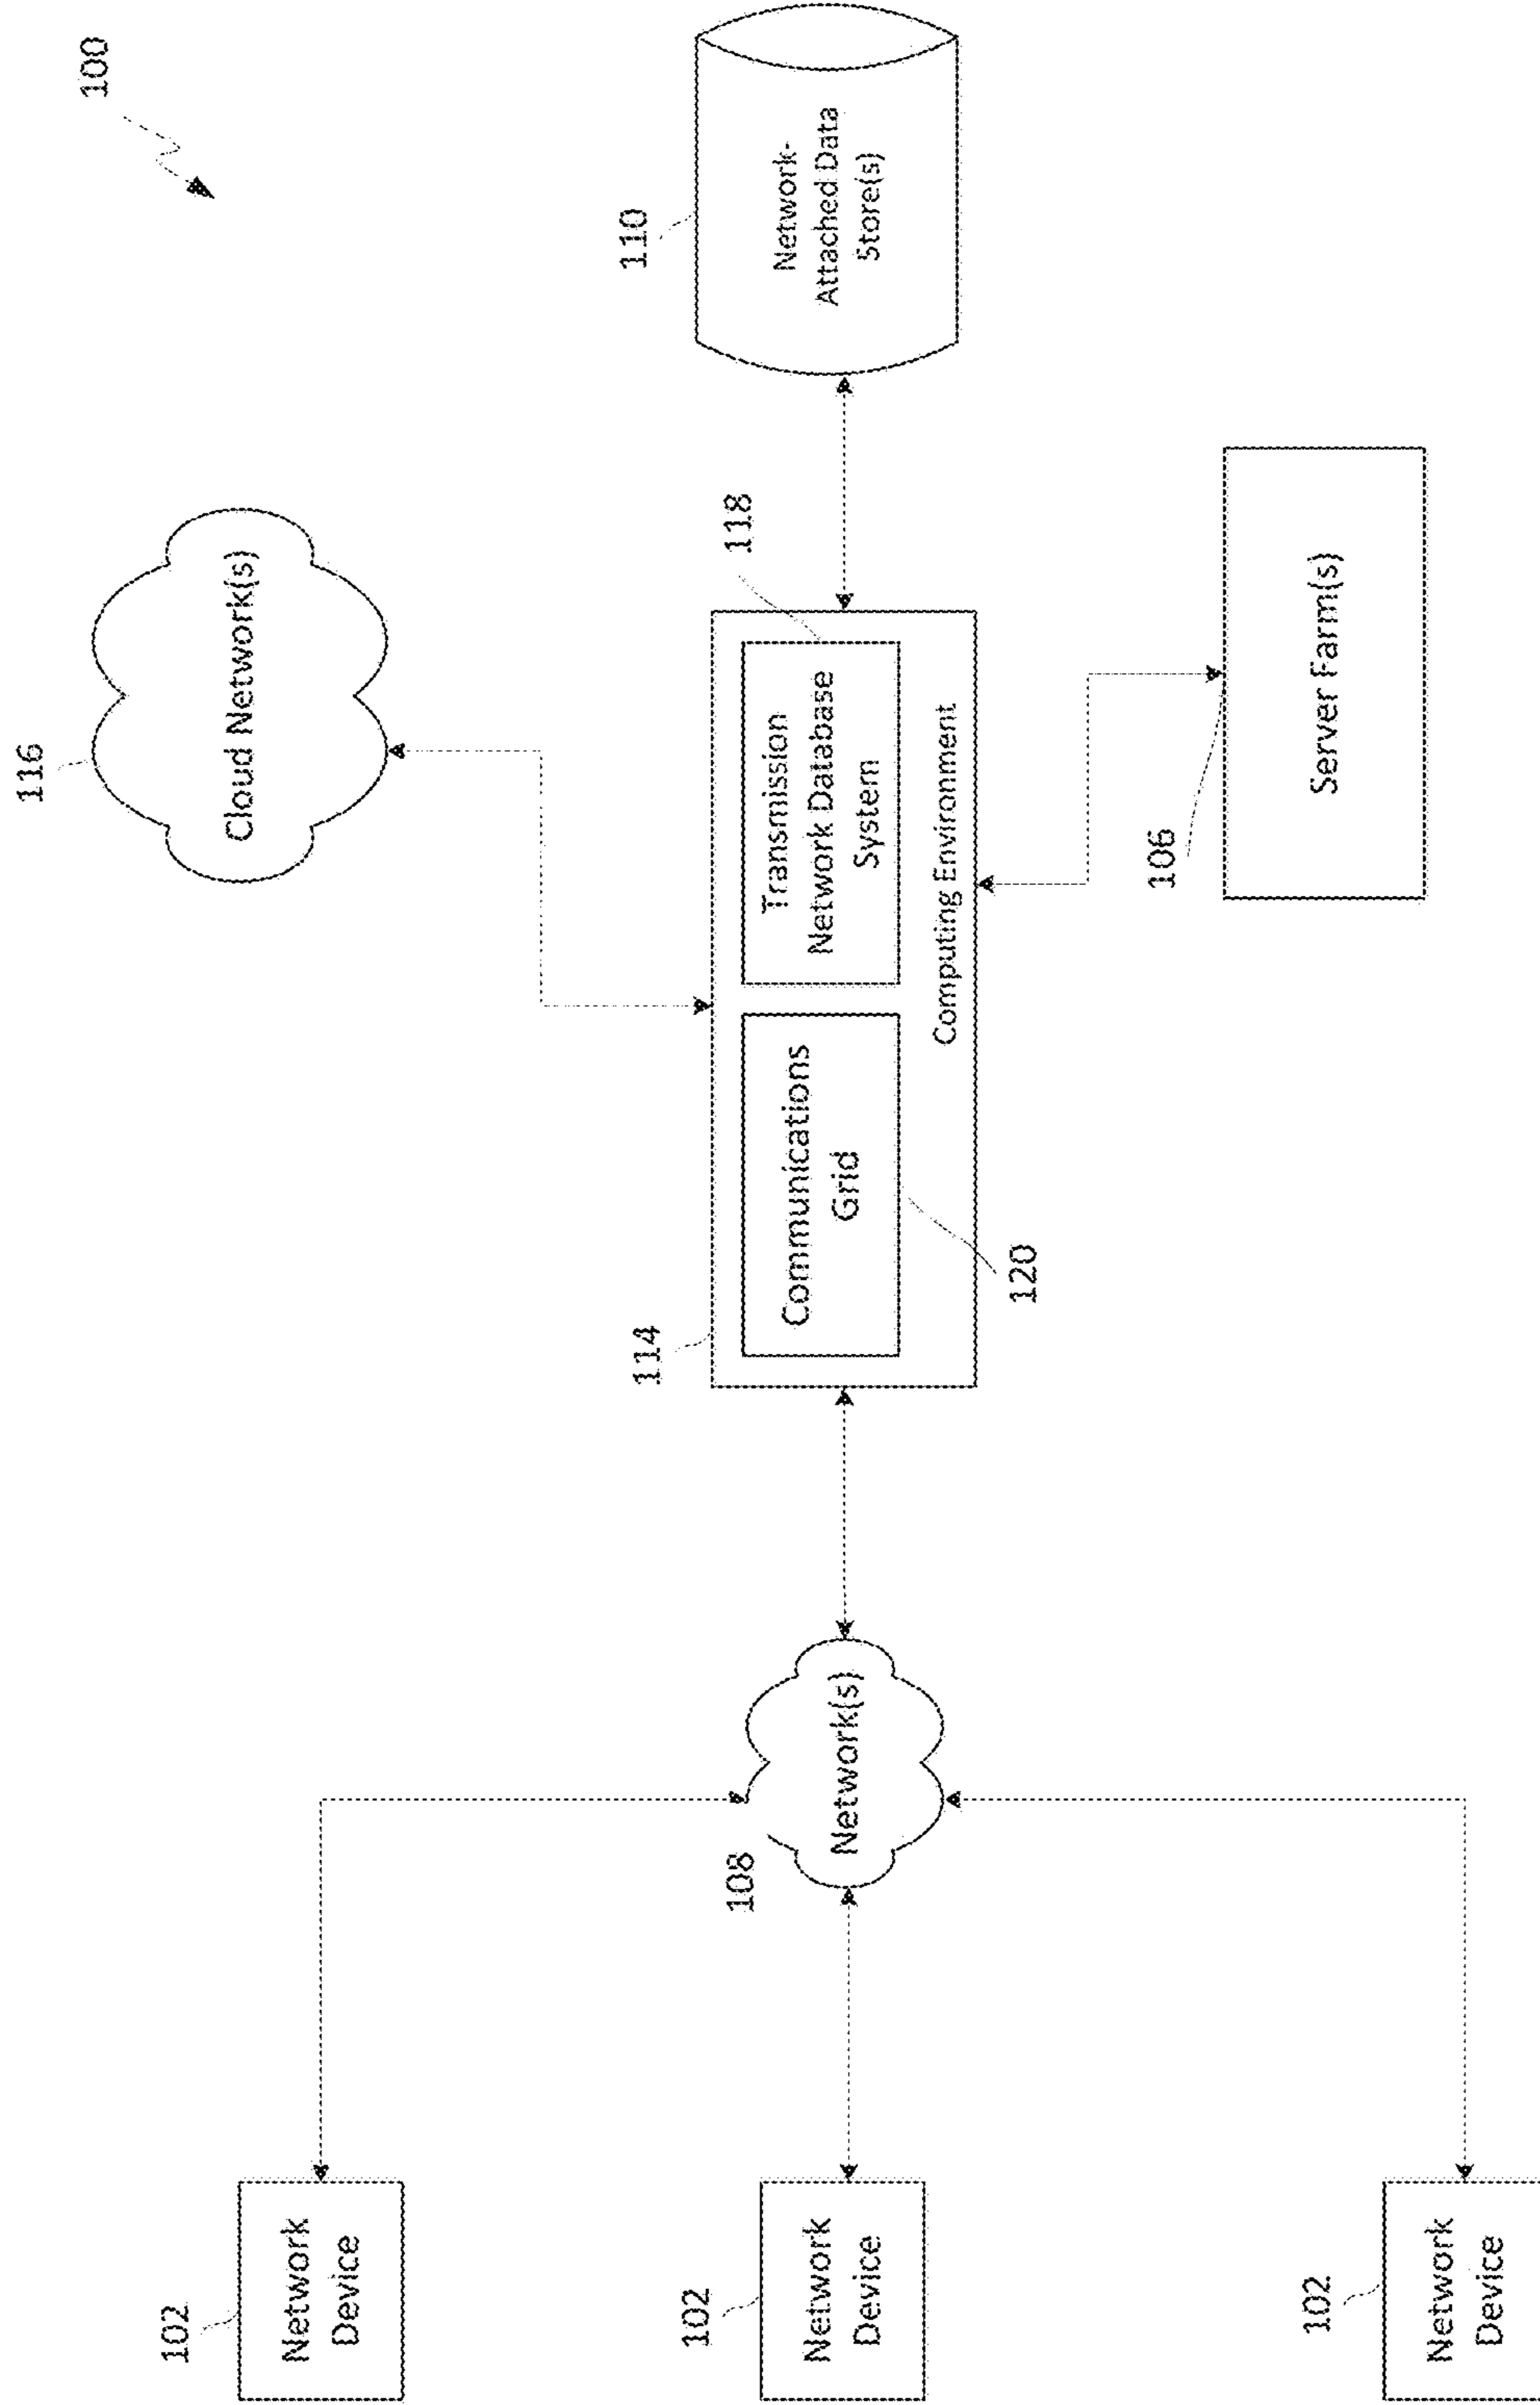 100
116
Cloud Network(s)
110
Network-
Attached Data
Store(s)
102
Network
Device
114
118
Communications
Grid
Transmission
Network Database
System
Computing Environment
120
108
Network(s)
102
Network
Device
106
Server Farm(s)
102
Network
Device